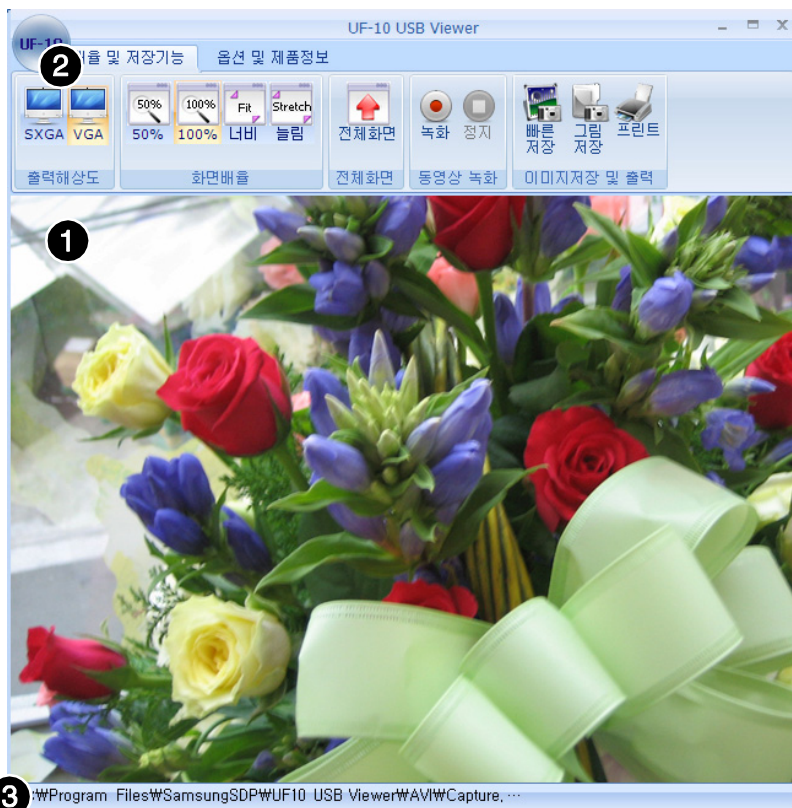 UF-10 USB Viewer
UF-10
2
율 및 저장기능 옵션 및 제품정보
50% 100% Fit Stretch
SXGA VGA 50% 100% 너비 늘림 전체화면 녹화 정지 빠른 저장 그림 저장 프린트
출력해상도 화면배율 전체화면 동영상 녹화 이미지저장 및 출력
1
3
:₩Program Files₩SamsungSDP₩UF10 USB Viewer₩AVI₩Capture, ···